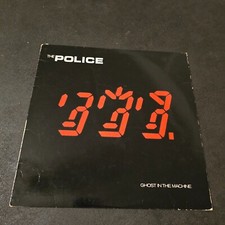 THE POLICE
GHOST IN THE MACHINE